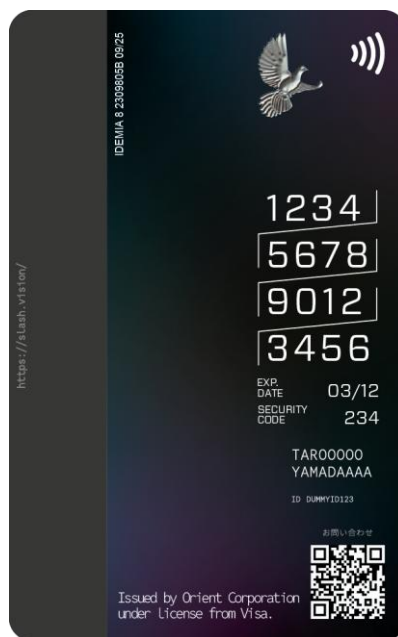 IDEMIA 8 2309805B 09/25
https://slash.vision/
1234
5678
9012
3456
EXP.
DATE 03/12
SECURITY
CODE 234
TAROOOOO
YAMADAAAA
ID DUMMYID123
お問い合わせ
Issued by Orient Corporation
under License from Visa.